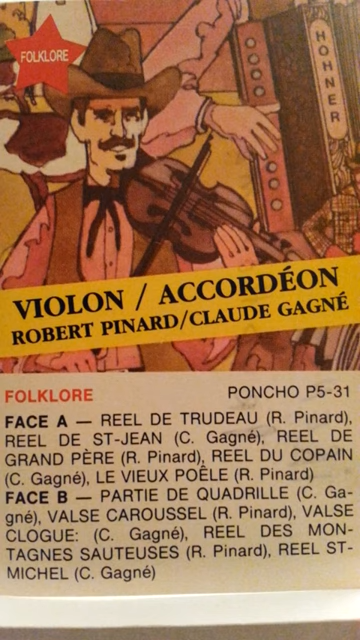 FOLKLORE
HOHNER
VIOLON / ACCORDÉON
ROBERT PINARD/CLAUDE GAGNÉ
FOLKLORE PONCHO P5-31
FACE A — REEL DE TRUDEAU (R. Pinard),
REEL DE ST-JEAN (C. Gagné), REEL DE
GRAND PÈRE (R. Pinard), REEL DU COPAIN
(C. Gagné), LE VIEUX POÊLE (R. Pinard)
FACE B — PARTIE DE QUADRILLE (C. Ga-
gné), VALSE CAROUSSEL (R. Pinard), VALSE
CLOGUE: (C. Gagné), REEL DES MON-
TAGNES SAUTEUSES (R. Pinard), REEL ST-
MICHEL (C. Gagné)